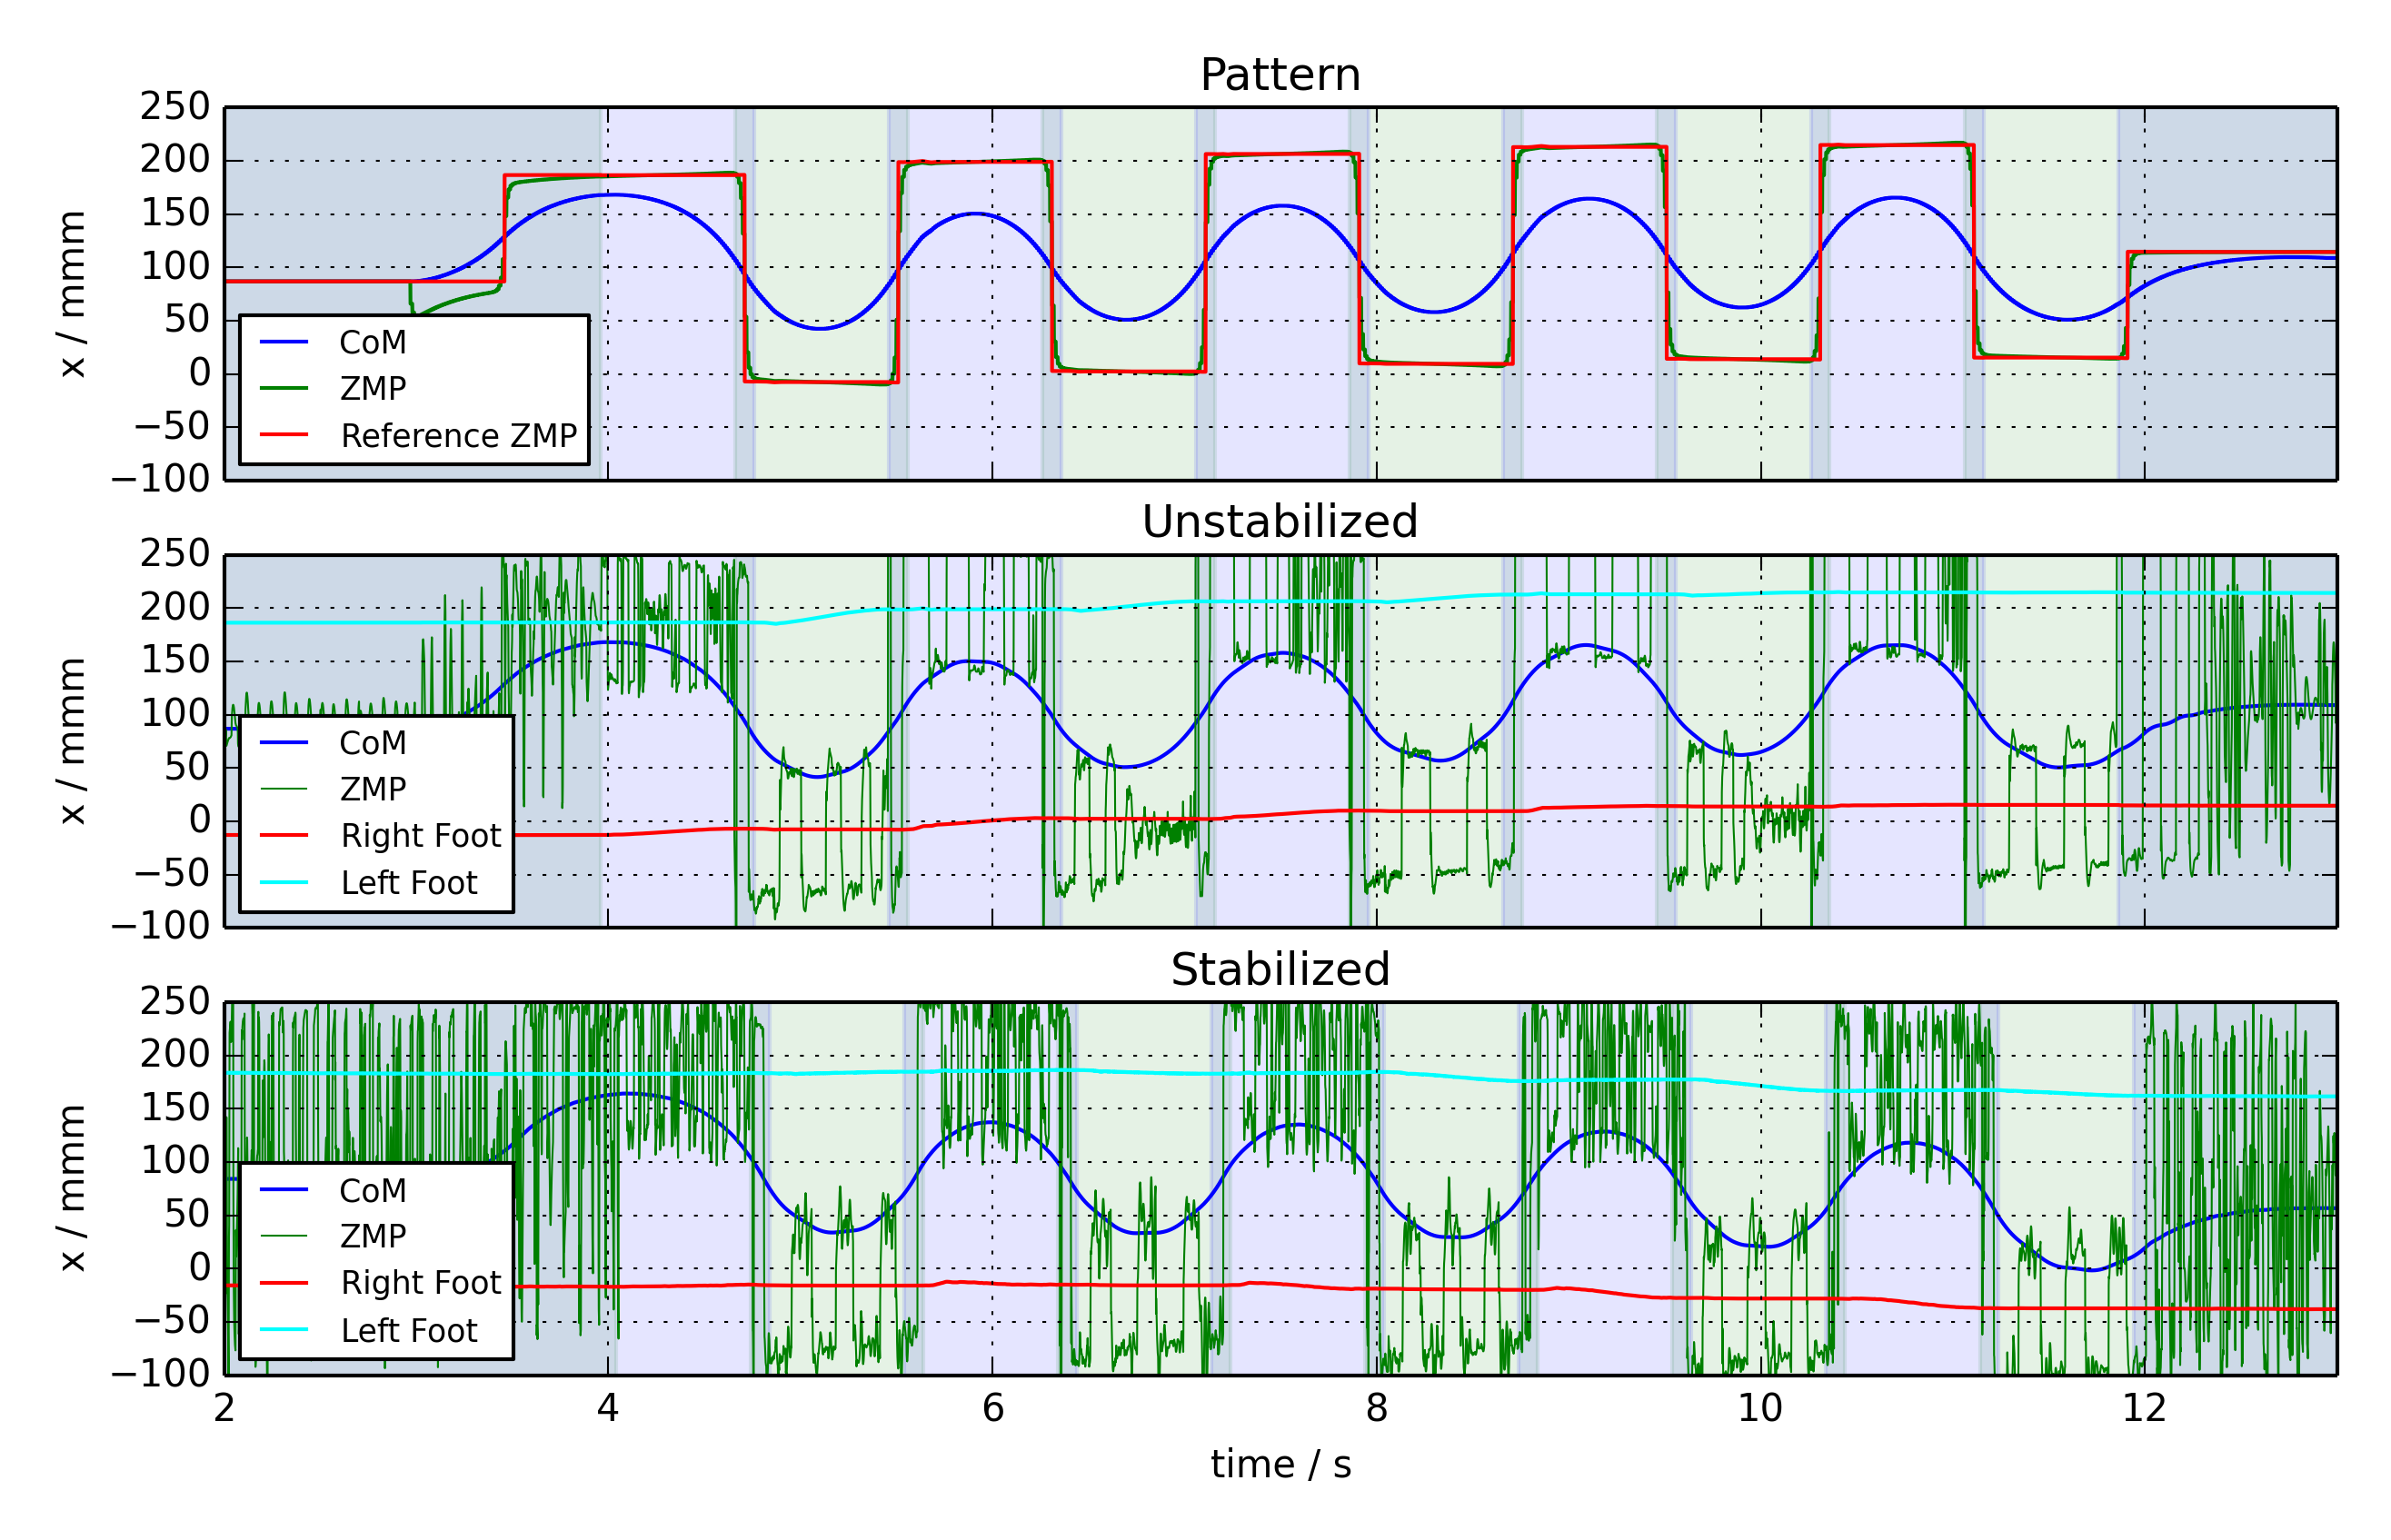 Pattern
250
200
150
100
50
0
−50
−100
x / mmm
CoM
ZMP
Reference ZMP
Unstabilized
250
200
150
100
50
0
−50
−100
x / mmm
CoM
ZMP
Right Foot
Left Foot
Stabilized
250
200
150
100
50
0
−50
−100
x / mmm
CoM
ZMP
Right Foot
Left Foot
2 4 6 8 10 12
time / s